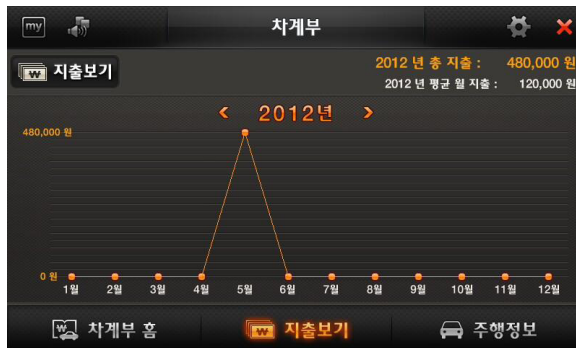 my
차계부
지출보기
2012 년 총 지출 : 480,000 원
2012 년 평균 월 지출 : 120,000 원
< 2012년 >
480,000 원
0 원
1월 2월 3월 4월 5월 6월 7월 8월 9월 10월 11월 12월
차계부 홈
지출보기
주행정보